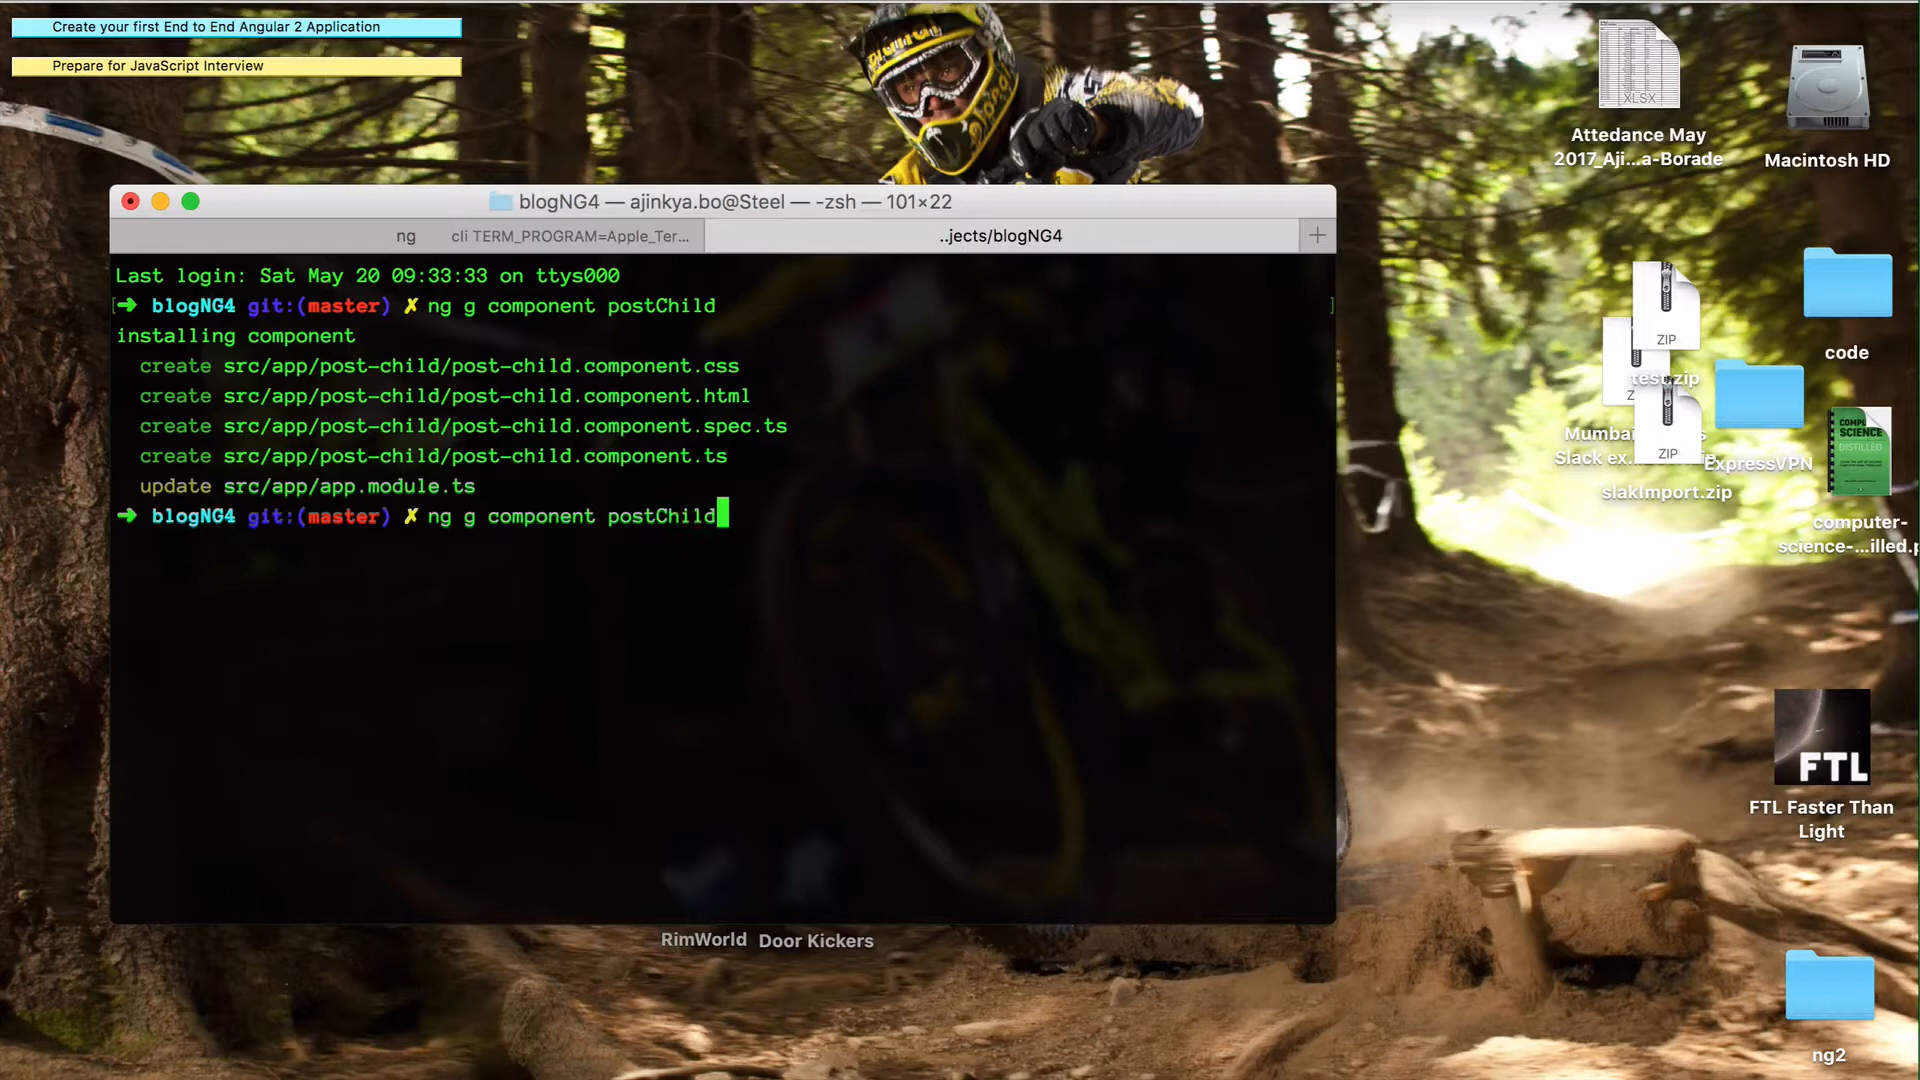 Create your first End to End Angular 2 Application
Prepare for JavaScript Interview
XLSX
Attedance May
2017_Aji...a-Borade
Macintosh HD
blogNG4 — ajinkya.bo@Steel — -zsh — 101×22
ng cli TERM_PROGRAM=Apple_Ter...
..jects/blogNG4
Last login: Sat May 20 09:33:33 on ttys000
[➜ blogNG4 git:(master) ✗ ng g component postChild ]
installing component
create src/app/post-child/post-child.component.css
create src/app/post-child/post-child.component.html
create src/app/post-child/post-child.component.spec.ts
create src/app/post-child/post-child.component.ts
update src/app/app.module.ts
➜ blogNG4 git:(master) ✗ ng g component postChild
ZIP
code
test.zip
COMPU
SCIENCE
DISTILLED
Mumbai
Slack ex...
ZIP
ExpressVPN
slakImport.zip
computer-
science-...illed.p
FTL
FTL Faster Than
Light
RimWorld
Door Kickers
ng2